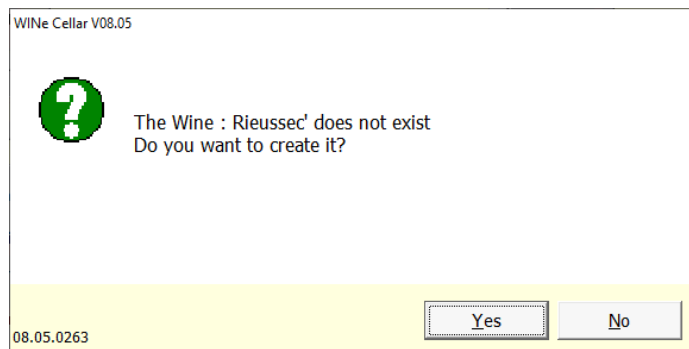 WINe Cellar V08.05
The Wine : Rieussec' does not exist
Do you want to create it?
Yes
No
08.05.0263